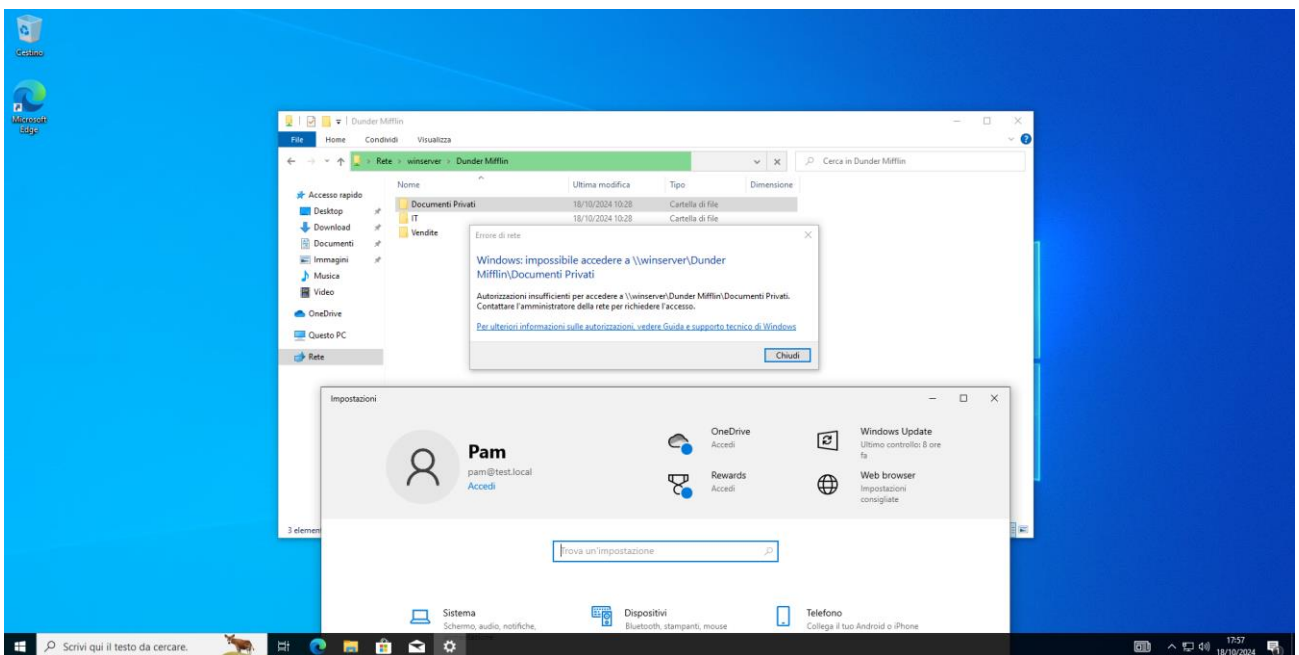 Cestino
Microsoft
Edge
Dunder Mifflin
File Home Condividi Visualizza
Rete > winserver > Dunder Mifflin
Cerca in Dunder Mifflin
Nome Ultima modifica Tipo Dimensione
Accesso rapido
Desktop
Download
Documenti
Immagini
Musica
Video
OneDrive
Questo PC
Rete
Documenti Privati 18/10/2024 10:28 Cartella di file
IT 18/10/2024 10:28 Cartella di file
Vendite
Errore di rete
Windows: impossibile accedere a \\winserver\Dunder
Mifflin\Documenti Privati
Autorizzazioni insufficienti per accedere a \\winserver\Dunder Mifflin\Documenti Privati.
Contattare l'amministratore della rete per richiedere l'accesso.
Per ulteriori informazioni sulle autorizzazioni, vedere Guida e supporto tecnico di Windows
Chiudi
3 elemen
Impostazioni
Pam
pam@test.local
Accedi
OneDrive
Accedi
Rewards
Accedi
Windows Update
Ultimo controllo: 8 ore
fa
Web browser
Impostazioni
consigliate
Trova un'impostazione
Sistema
Schermo, audio, notifiche,
Dispositivi
Bluetooth, stampanti, mouse
Telefono
Collega il tuo Android o iPhone
Scrivi qui il testo da cercare.
17:57
18/10/2024